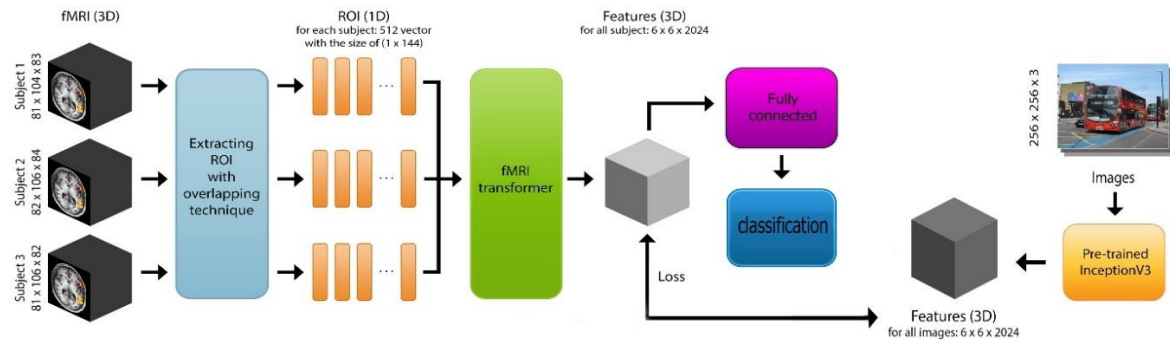 fMRI (3D)
Subject 1
81 x 104 x 83
Subject 2
82 x 106 x 84
Subject 3
81 x 106 x 82
Extracting
ROI
with
overlapping
technique
ROI (1D)
for each subject: 512 vector
with the size of (1 x 144)
...
...
...
fMRI
transformer
Features (3D)
for all subject: 6 x 6 x 2024
Fully
connected
classification
Loss
256 x 256 x 3
Images
Pre-trained
InceptionV3
Features (3D)
for all images: 6 x 6 x 2024